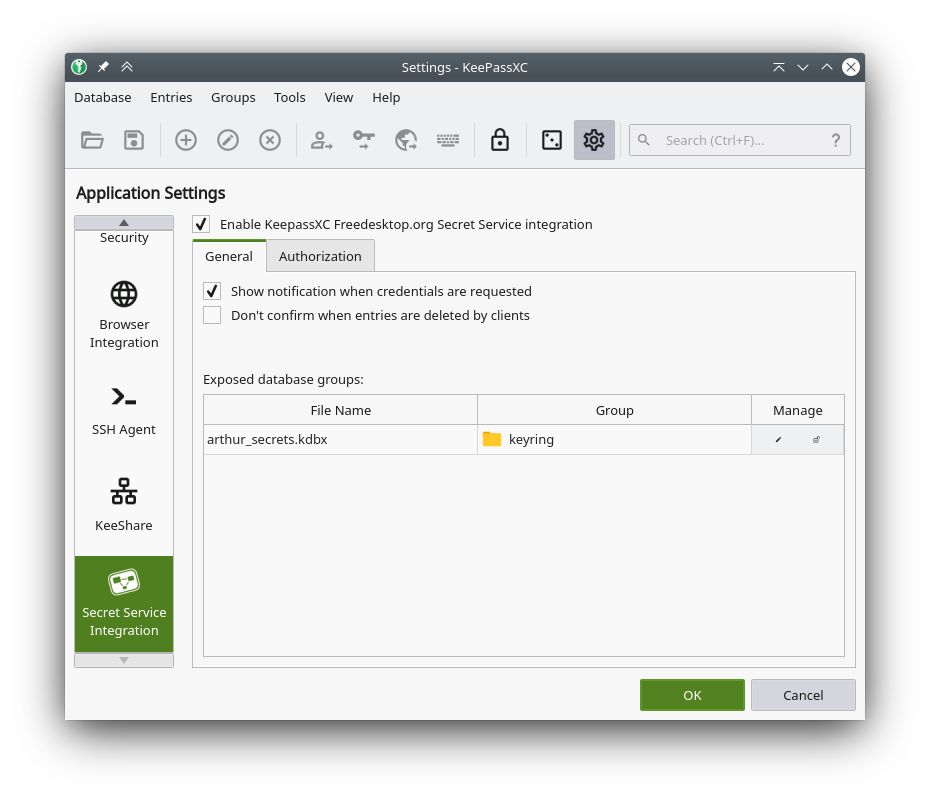 Settings - KeePassXC
Database Entries Groups Tools View Help
Search (Ctrl+F)... ?
Application Settings
Security
Browser
Integration
SSH Agent
KeeShare
Secret Service
Integration
Enable KeepassXC Freedesktop.org Secret Service integration
General Authorization
Show notification when credentials are requested
Don't confirm when entries are deleted by clients
Exposed database groups:
File Name Group Manage
arthur_secrets.kdbx keyring
OK Cancel